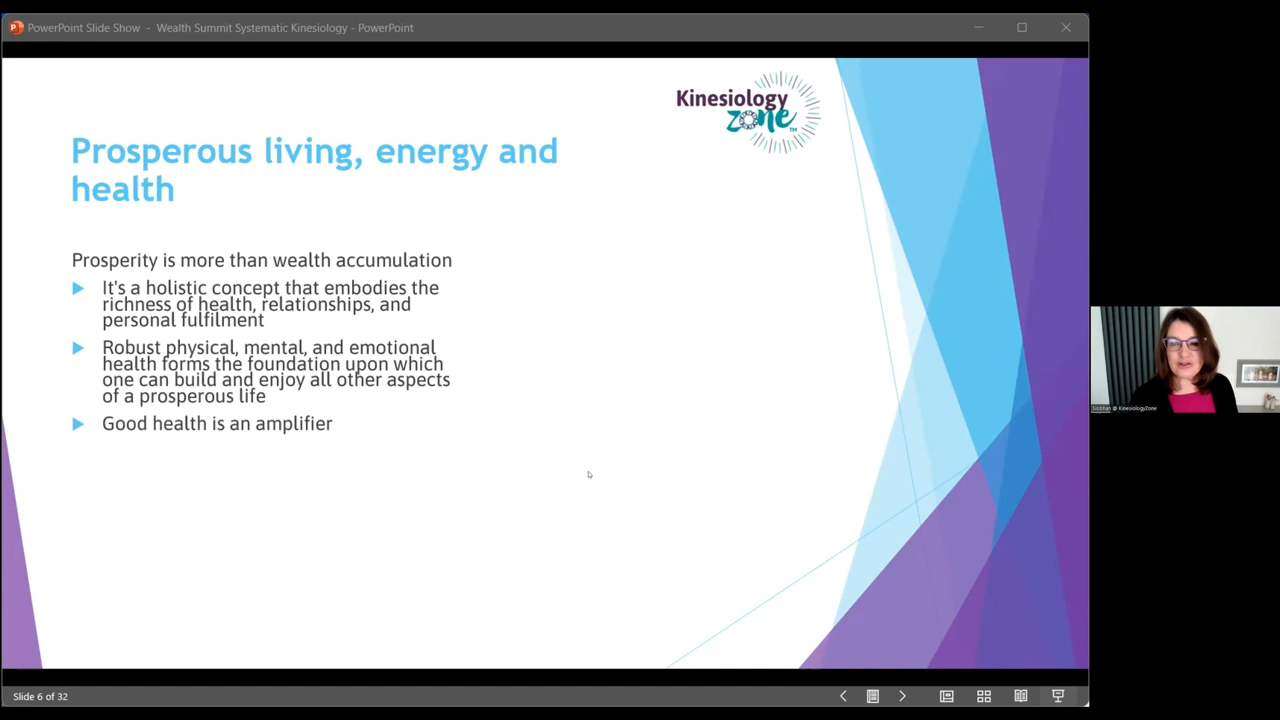 PowerPoint Slide Show - Wealth Summit Systematic Kinesiology - PowerPoint
Kinesiology
zone™
Prosperous living, energy and
health
Prosperity is more than wealth accumulation
It's a holistic concept that embodies the
richness of health, relationships, and
personal fulfilment
Robust physical, mental, and emotional
health forms the foundation upon which
one can build and enjoy all other aspects
of a prosperous life
Good health is an amplifier
Siobhan @ KinesiologyZone
Slide 6 of 32